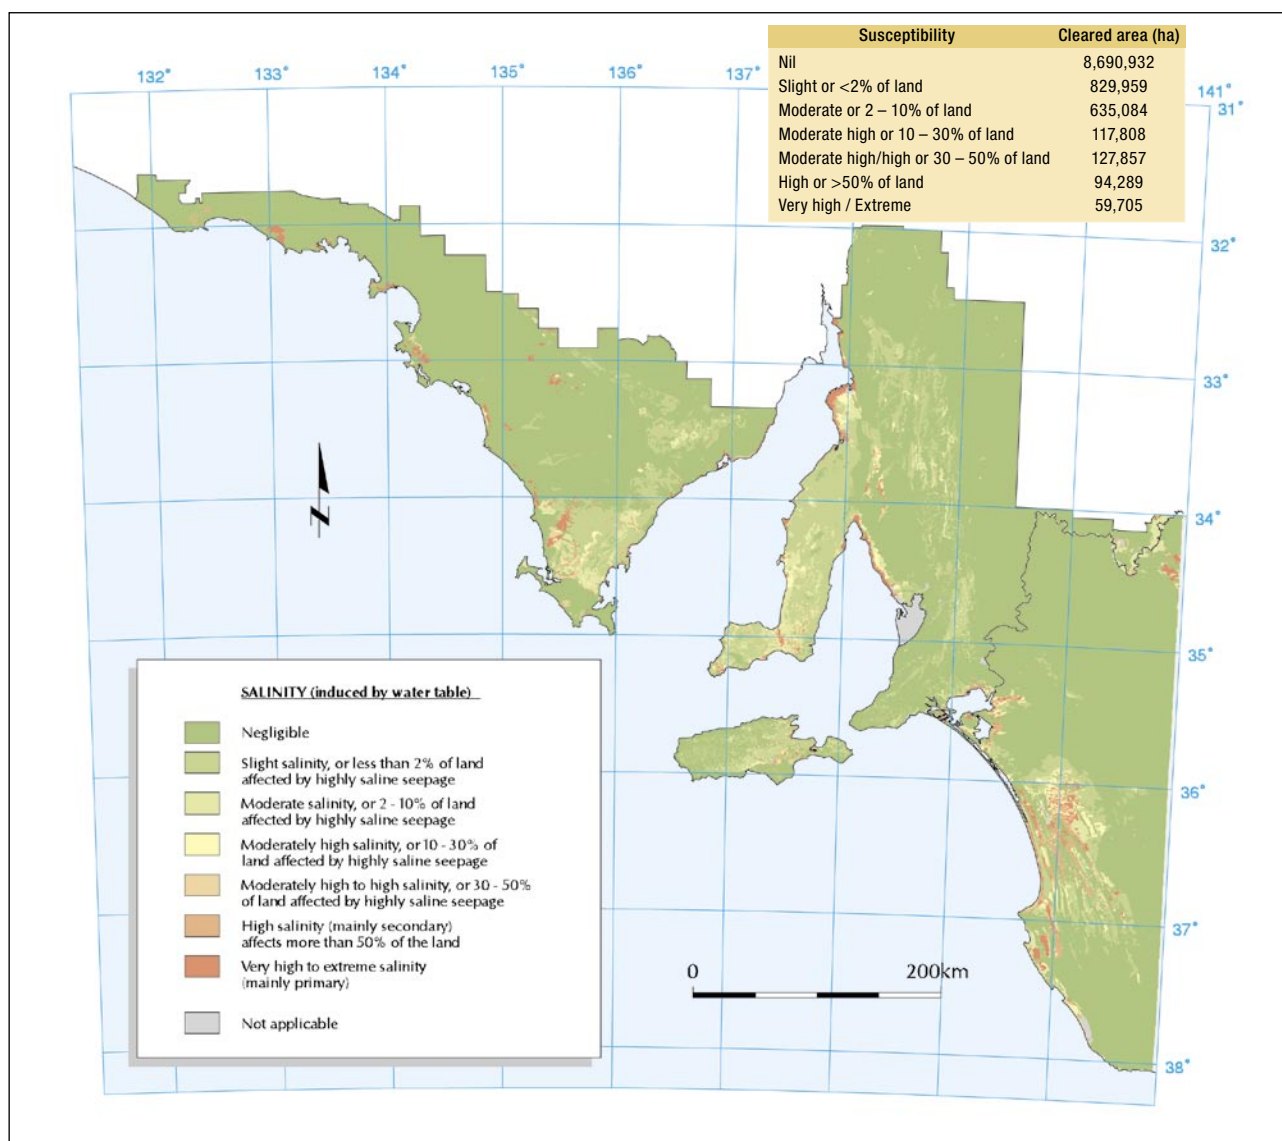 Susceptibility Cleared area (ha)
Nil 8,690,932
Slight or <2% of land 829,959
Moderate or 2 – 10% of land 635,084
Moderate high or 10 – 30% of land 117,808
Moderate high/high or 30 – 50% of land 127,857
High or >50% of land 94,289
Very high / Extreme 59,705
132° 133° 134° 135° 136° 137° 141°
31°
32°
33°
34°
35°
36°
37°
38°
N
SALINITY (induced by water table)
Negligible
Slight salinity, or less than 2% of land
affected by highly saline seepage
Moderate salinity, or 2 - 10% of land
affected by highly saline seepage
Moderately high salinity, or 10 - 30% of
land affected by highly saline seepage
Moderately high to high salinity, or 30 - 50%
of land affected by highly saline seepage
High salinity (mainly secondary)
affects more than 50% of the land
Very high to extreme salinity
(mainly primary)
Not applicable
0 200km